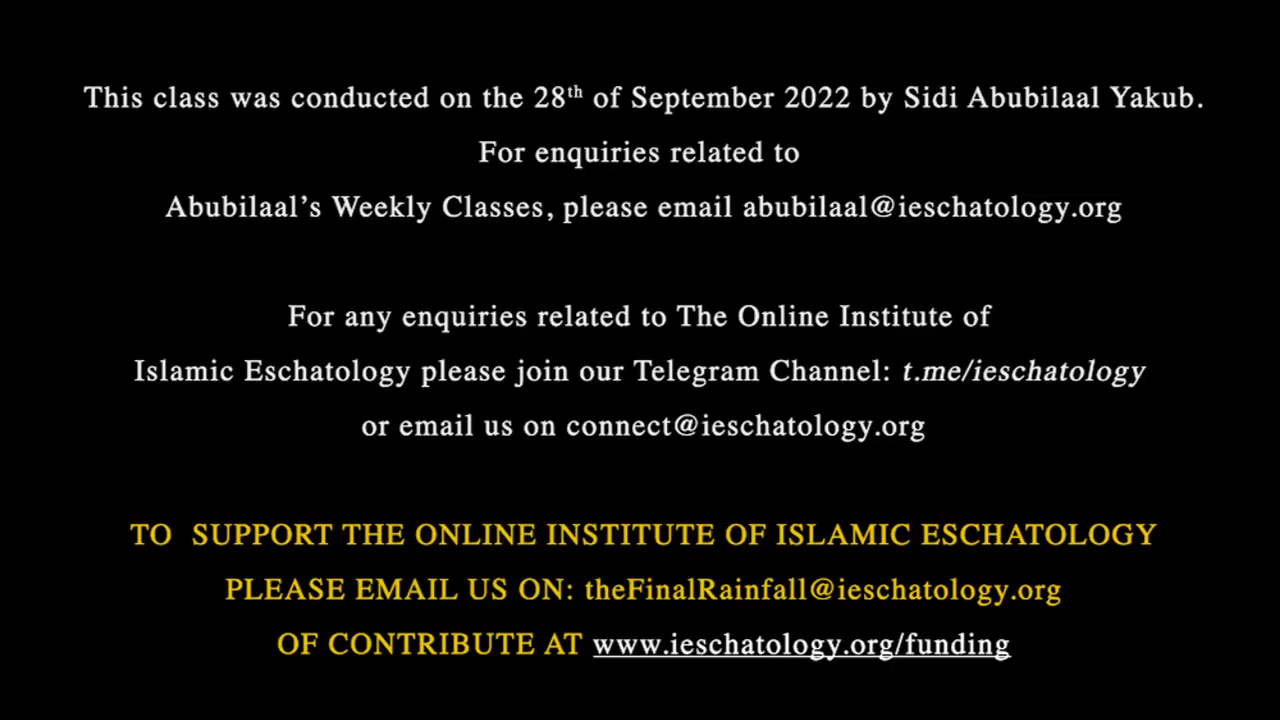 This class was conducted on the 28th of September 2022 by Sidi Abubilaal Yakub.
For enquiries related to
Abubilaal’s Weekly Classes, please email abubilaal@ieschatology.org
For any enquiries related to The Online Institute of
Islamic Eschatology please join our Telegram Channel: t.me/ieschatology
or email us on connect@ieschatology.org
TO SUPPORT THE ONLINE INSTITUTE OF ISLAMIC ESCHATOLOGY
PLEASE EMAIL US ON: theFinalRainfall@ieschatology.org
OF CONTRIBUTE AT www.ieschatology.org/funding